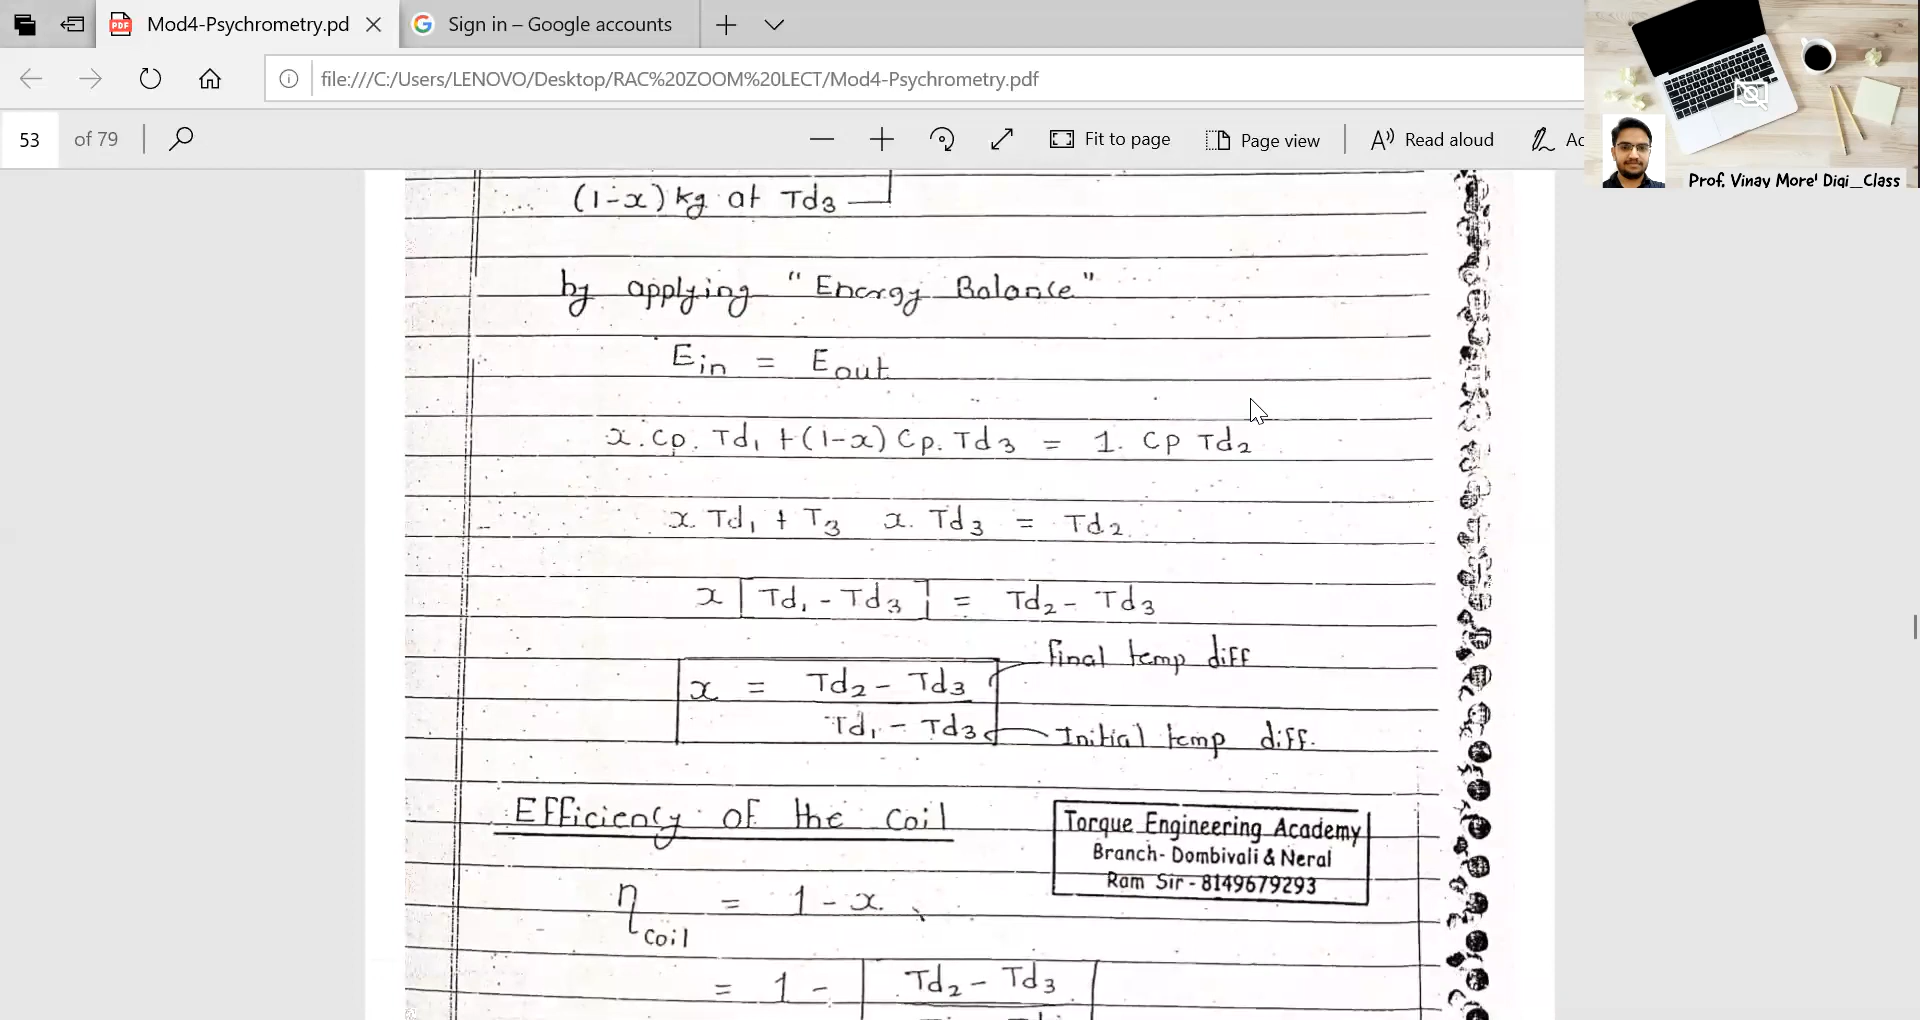 Mod4-Psychrometry.pd
Sign in – Google accounts
file:///C:/Users/LENOVO/Desktop/RAC%20ZOOM%20LECT/Mod4-Psychrometry.pdf
53 of 79
Fit to page
Page view
Read aloud
Ac
Prof. Vinay More' Digi_Class
(1-x) kg at Td3
by applying "Energy Balance"
Ein = Eout
x. Cp. Td1 + (1-x) Cp. Td3 = 1. Cp Td2
x. Td1 + T3 x. Td3 = Td2.
x [Td1 - Td3] = Td2 - Td3
final temp diff
x = Td2 - Td3
Td1 - Td3
Initial temp diff.
Efficiency of the coil
Torque Engineering Academy
Branch- Dombivali & Neral
Ram Sir - 8149679293
η coil = 1 - x.
= 1 - Td2 - Td3